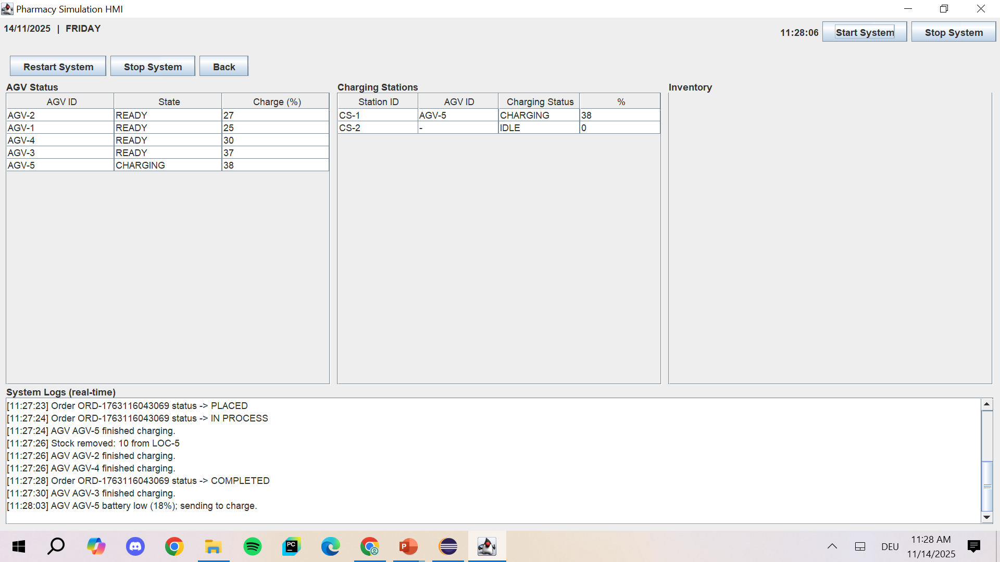 Pharmacy Simulation HMI
14/11/2025 | FRIDAY
11:28:06 Start System Stop System
Restart System Stop System Back
AGV Status
AGV ID State Charge (%)
AGV-2 READY 27
AGV-1 READY 25
AGV-4 READY 30
AGV-3 READY 37
AGV-5 CHARGING 38
Charging Stations
Station ID AGV ID Charging Status %
CS-1 AGV-5 CHARGING 38
CS-2 - IDLE 0
Inventory
System Logs (real-time)
[11:27:23] Order ORD-1763116043069 status -> PLACED
[11:27:24] Order ORD-1763116043069 status -> IN PROCESS
[11:27:24] AGV AGV-5 finished charging.
[11:27:26] Stock removed: 10 from LOC-5
[11:27:26] AGV AGV-2 finished charging.
[11:27:26] AGV AGV-4 finished charging.
[11:27:28] Order ORD-1763116043069 status -> COMPLETED
[11:27:30] AGV AGV-3 finished charging.
[11:28:03] AGV AGV-5 battery low (18%); sending to charge.
PC
P
DEU
11:28 AM
11/14/2025